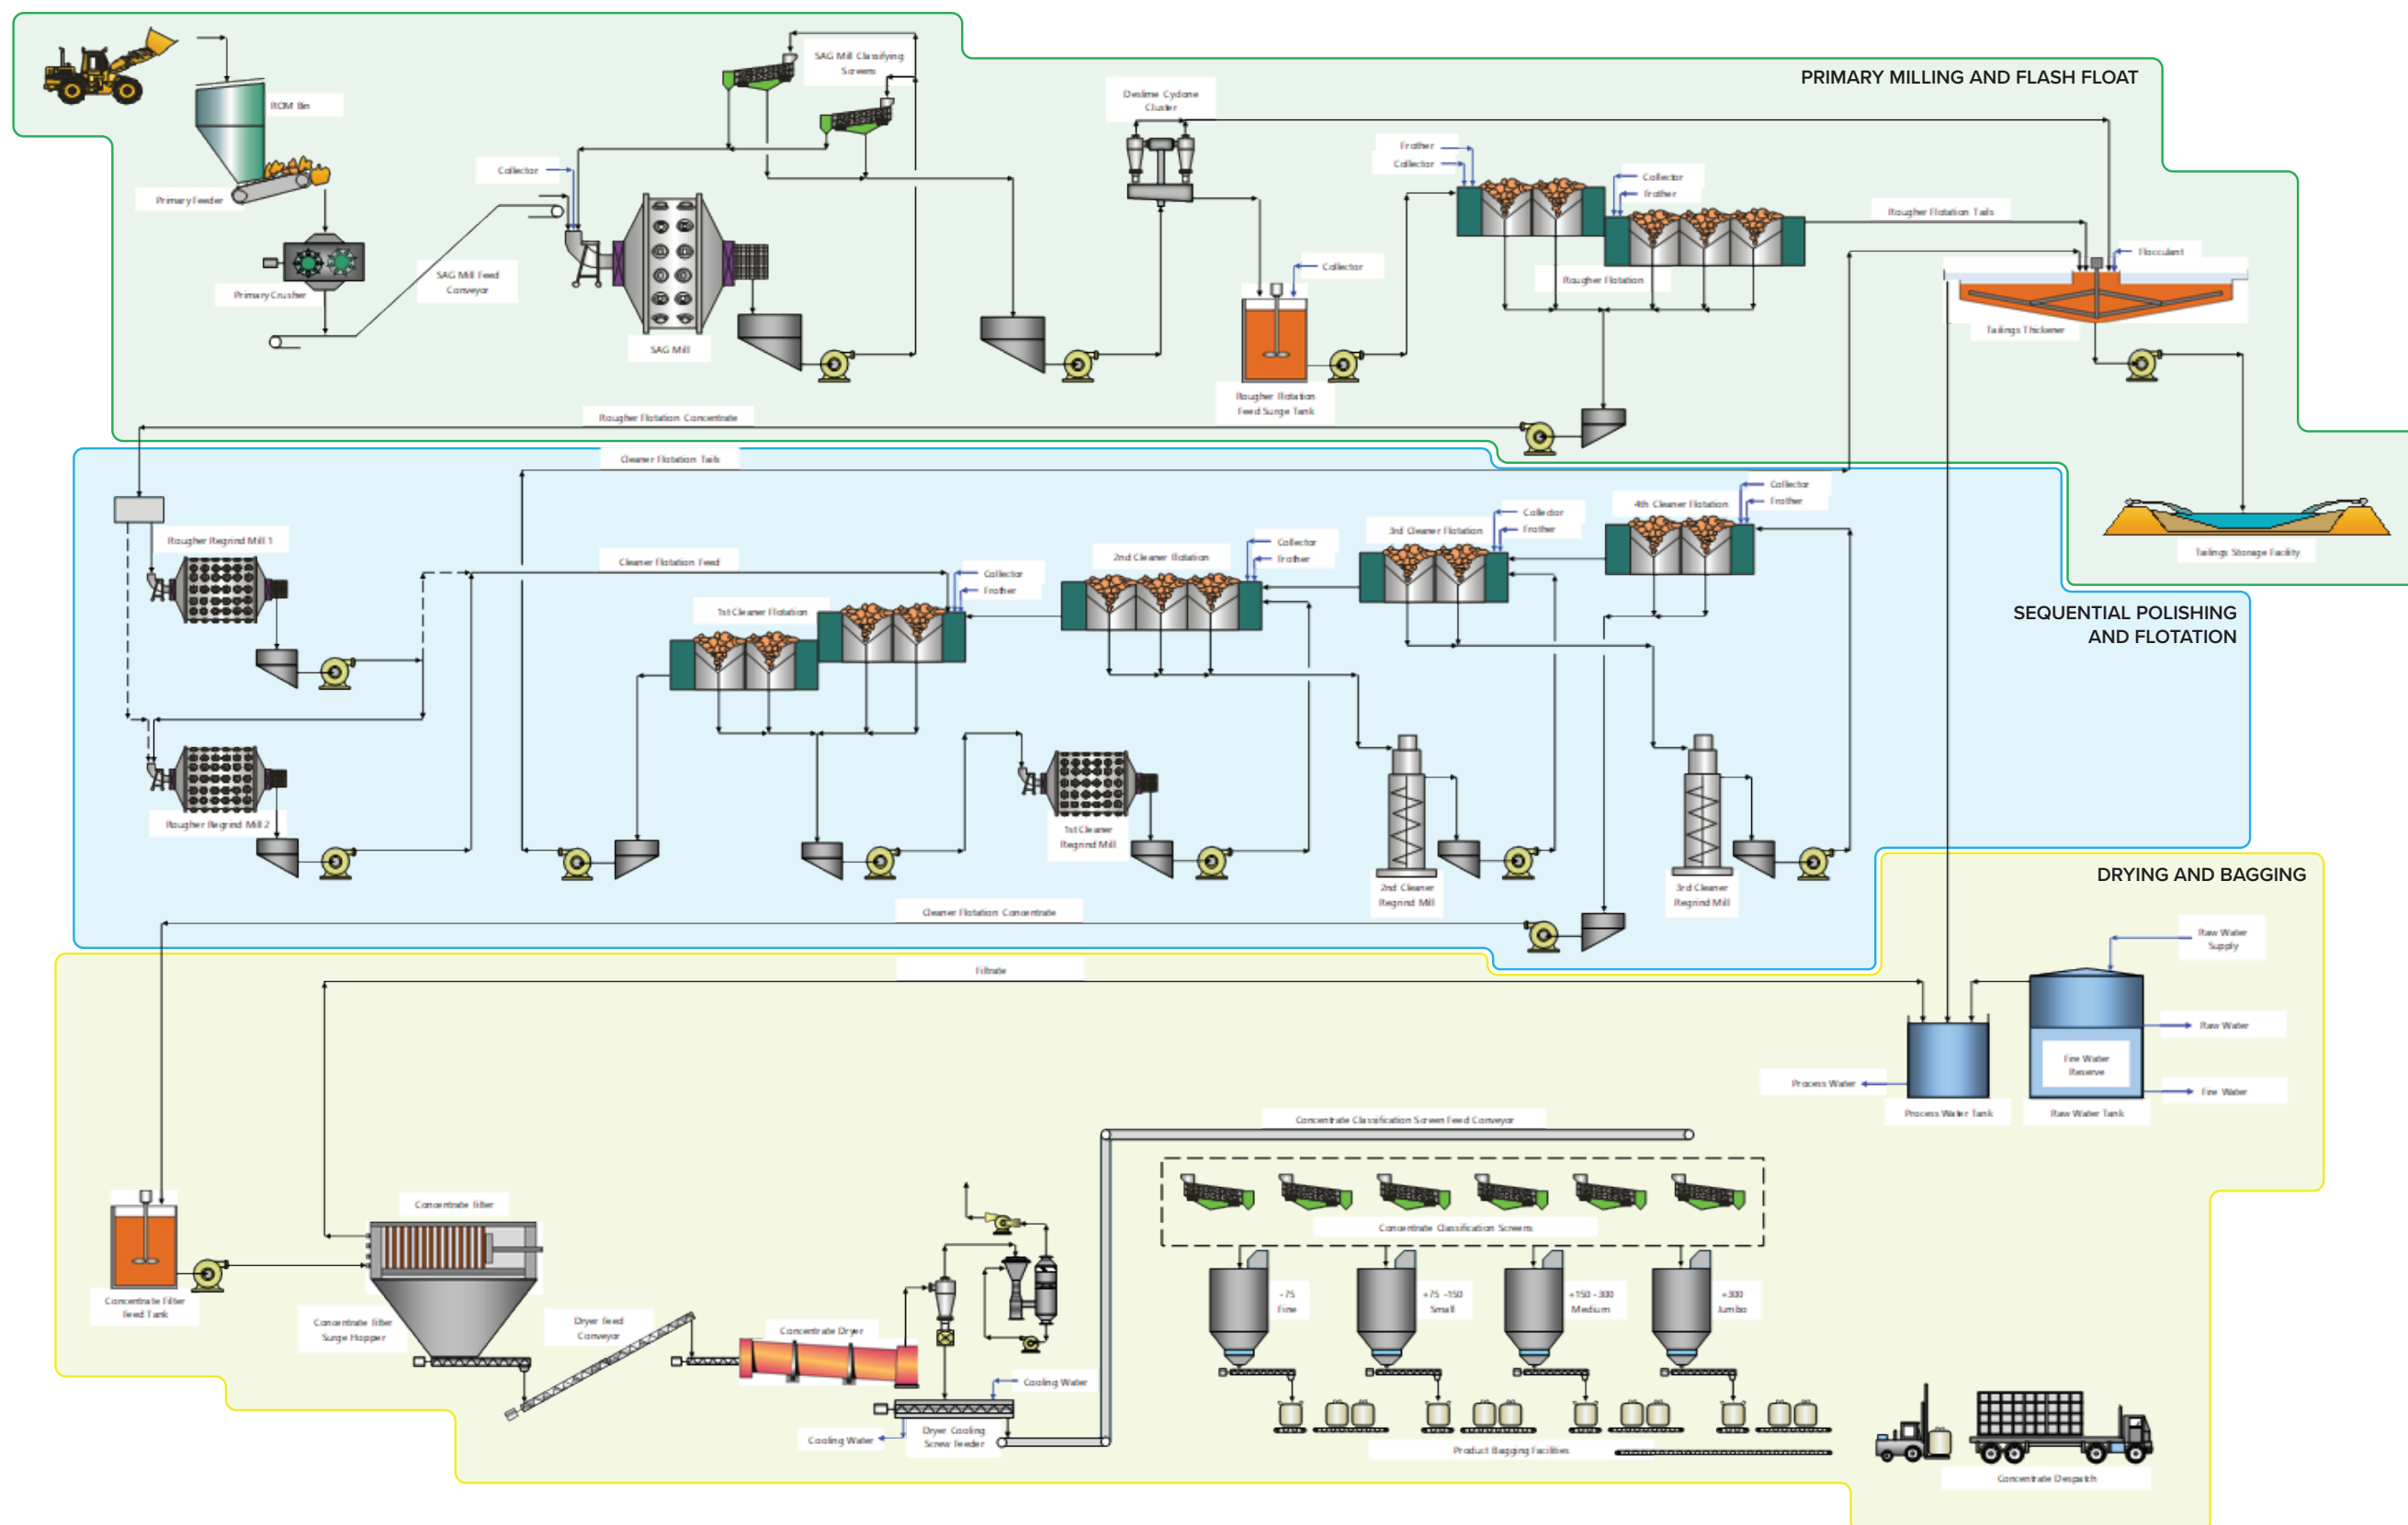 PRIMARY MILLING AND FLASH FLOAT
SAG Mill Classifying
Screens
ROM Bin
Deslime Cyclone
Cluster
Frother
Collector
Collector
Collector
Frother
Primary Feeder
Rougher Flotation Tails
SAG Mill Feed
Conveyor
Collector
Flocculant
Rougher Flotation
Primary Crusher
Tailings Thickener
SAG Mill
Rougher Flotation
Feed Surge Tank
Rougher Flotation Concentrate
Cleaner Flotation Tails
Collector
Frother
4th Cleaner Flotation
Collector
Frother
3rd Cleaner Flotation
Rougher Regrind Mill 1
Collector
Frother
2nd Cleaner Flotation
Tailings Storage Facility
Cleaner Flotation Feed
Collector
Frother
1st Cleaner Flotation
SEQUENTIAL POLISHING
AND FLOTATION
Rougher Regrind Mill 2
1st Cleaner
Regrind Mill
2nd Cleaner
Regrind Mill
3rd Cleaner
Regrind Mill
DRYING AND BAGGING
Cleaner Flotation Concentrate
Raw Water
Supply
Filtrate
Raw Water
Fire Water
Reserve
Process Water
Fire Water
Process Water Tank
Raw Water Tank
Concentrate Classification Screen Feed Conveyor
Concentrate Filter
Concentrate Classification Screens
Concentrate Filter
Feed Tank
-75
Fine
+75 -150
Small
+150 -300
Medium
+300
Jumbo
Concentrate Filter
Surge Hopper
Dryer Feed
Conveyor
Concentrate Dryer
Cooling Water
Cooling Water
Dryer Cooling
Screw Feeder
Product Bagging Facilities
Concentrate Despatch